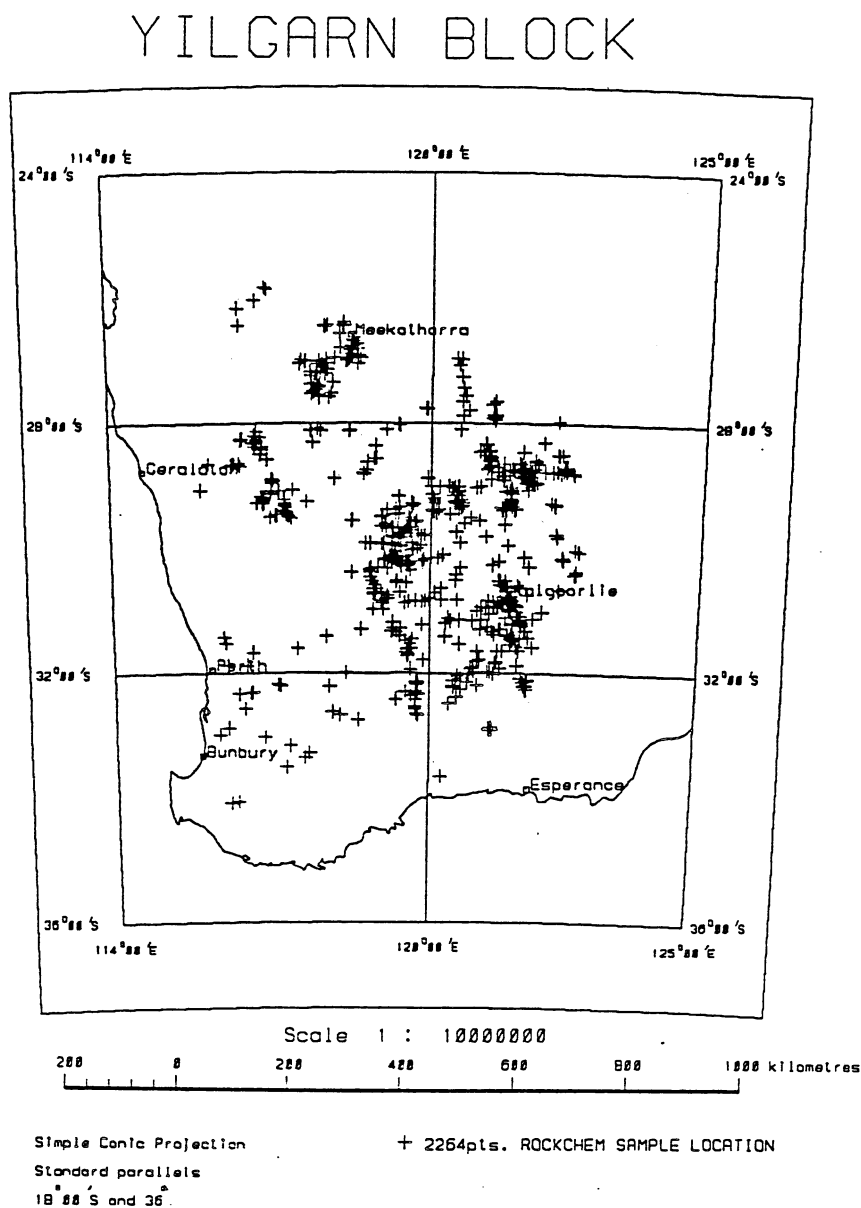 YILGARN BLOCK
114°00'E 120°00'E 125°00'E
24°00'S 24°00'S
Meekatharra
28°00'S 28°00'S
Geraldton
Kalgoorlie
Perth
32°00'S 32°00'S
Bunbury
Esperance
36°00'S 36°00'S
114°00'E 120°00'E 125°00'E
Scale 1 : 10000000
200 0 200 400 600 800 1000 kilometres
Simple Conic Projection
+ 2264pts. ROCKCHEM SAMPLE LOCATION
Standard parallels
18°00'S and 36°